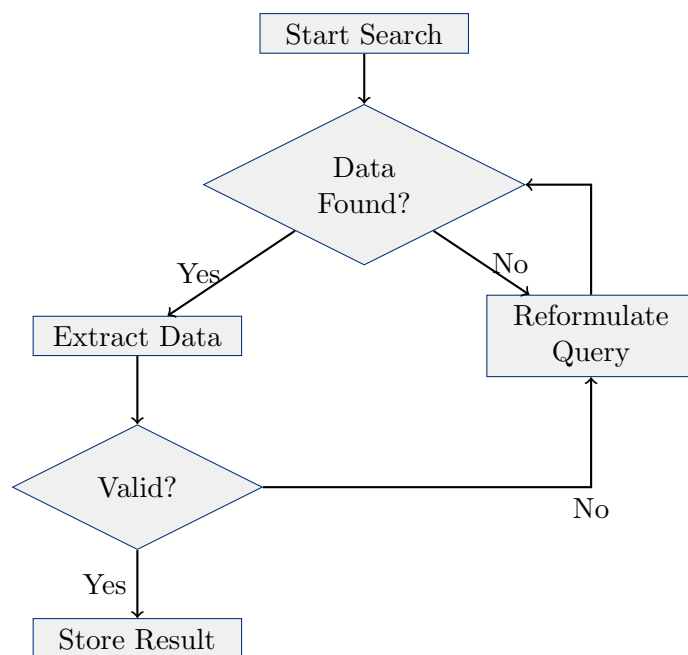 Start Search
Data
Found?
Yes
No
Extract Data
Reformulate
Query
Valid?
No
Yes
Store Result